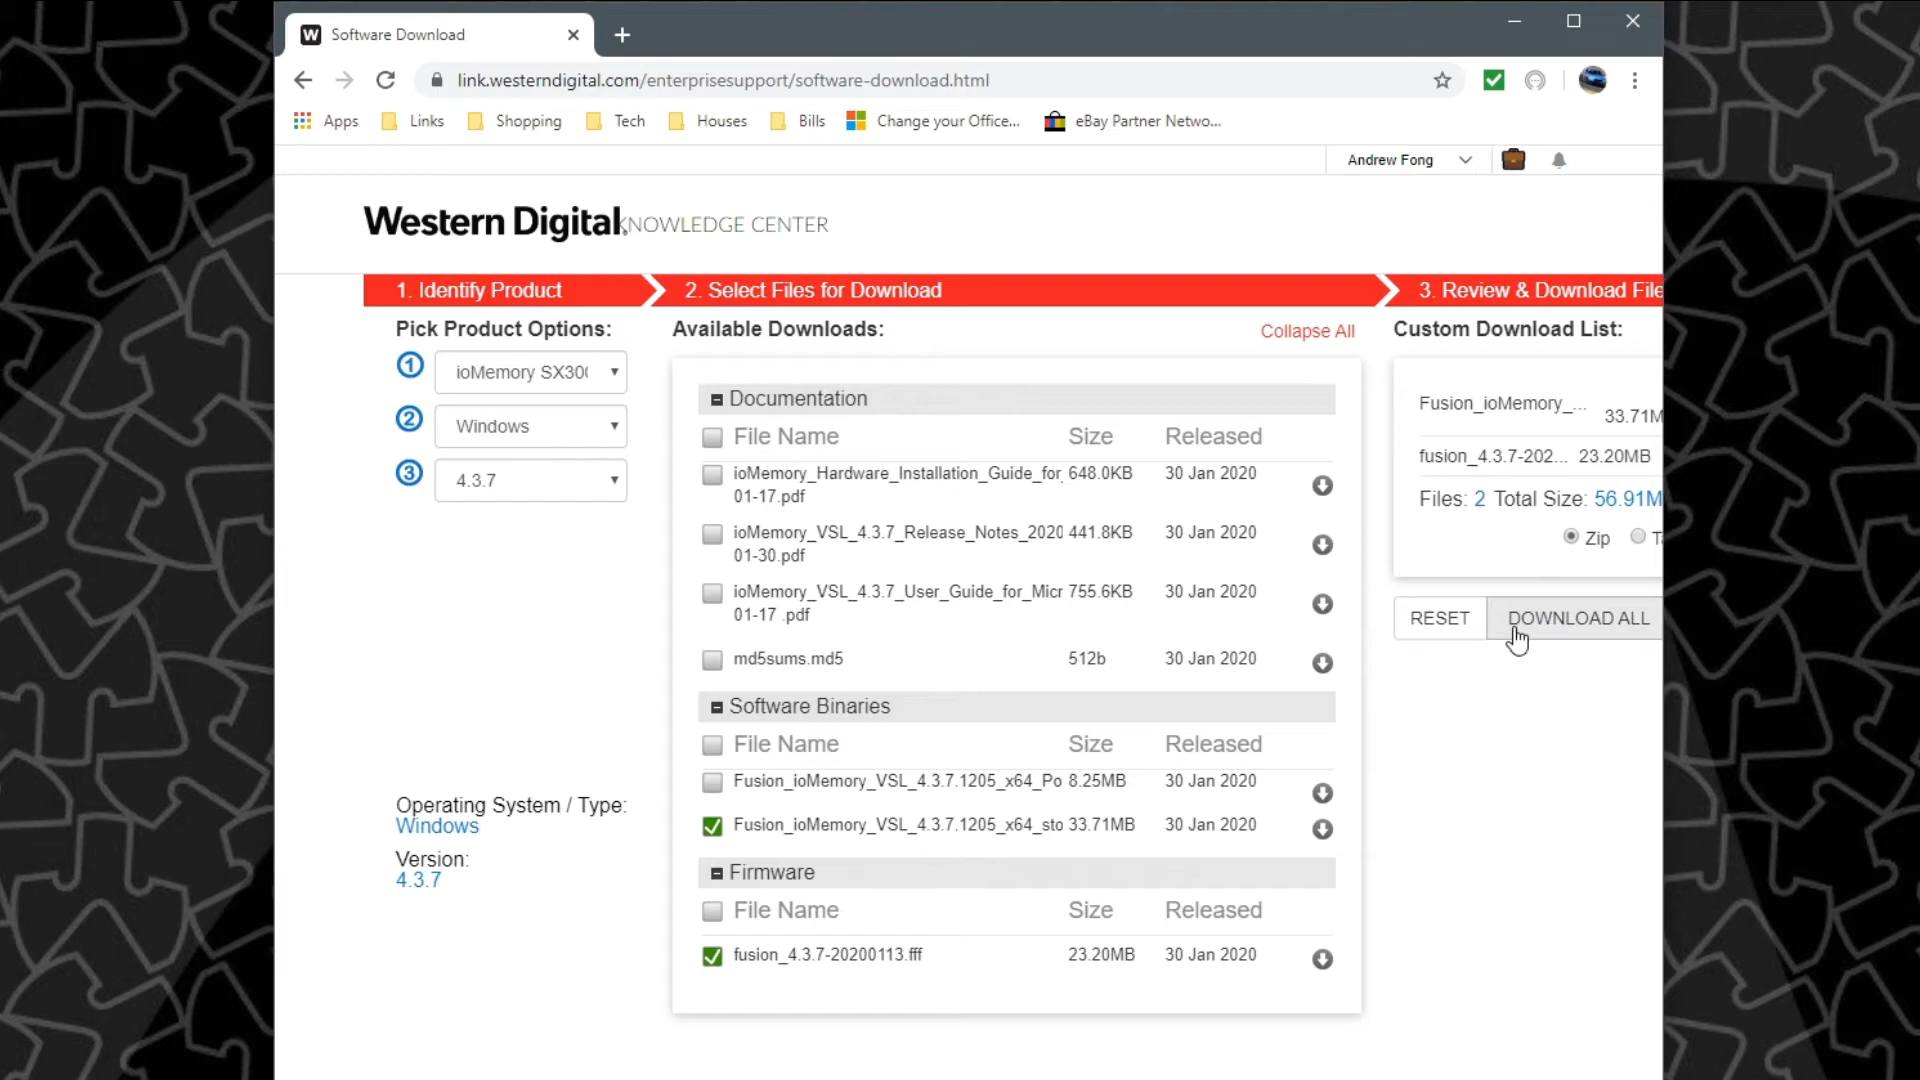 W Software Download
link.westerndigital.com/enterprisesupport/software-download.html
Apps Links Shopping Tech Houses Bills Change your Office... eBay Partner Netwo...
Andrew Fong
Western Digital. KNOWLEDGE CENTER
1. Identify Product
2. Select Files for Download
3. Review & Download File
Pick Product Options:
1 ioMemory SX300
2 Windows
3 4.3.7
Operating System / Type:
Windows
Version:
4.3.7
Available Downloads: Collapse All
Documentation
File Name Size Released
ioMemory_Hardware_Installation_Guide_for_ 648.0KB 30 Jan 2020
01-17.pdf
ioMemory_VSL_4.3.7_Release_Notes_2020 441.8KB 30 Jan 2020
01-30.pdf
ioMemory_VSL_4.3.7_User_Guide_for_Micr 755.6KB 30 Jan 2020
01-17 .pdf
md5sums.md5 512b 30 Jan 2020
Software Binaries
File Name Size Released
Fusion_ioMemory_VSL_4.3.7.1205_x64_Po 8.25MB 30 Jan 2020
Fusion_ioMemory_VSL_4.3.7.1205_x64_sto 33.71MB 30 Jan 2020
Firmware
File Name Size Released
fusion_4.3.7-20200113.fff 23.20MB 30 Jan 2020
Custom Download List:
Fusion_ioMemory_... 33.71M
fusion_4.3.7-202... 23.20MB
Files: 2 Total Size: 56.91M
Zip Ta
RESET DOWNLOAD ALL